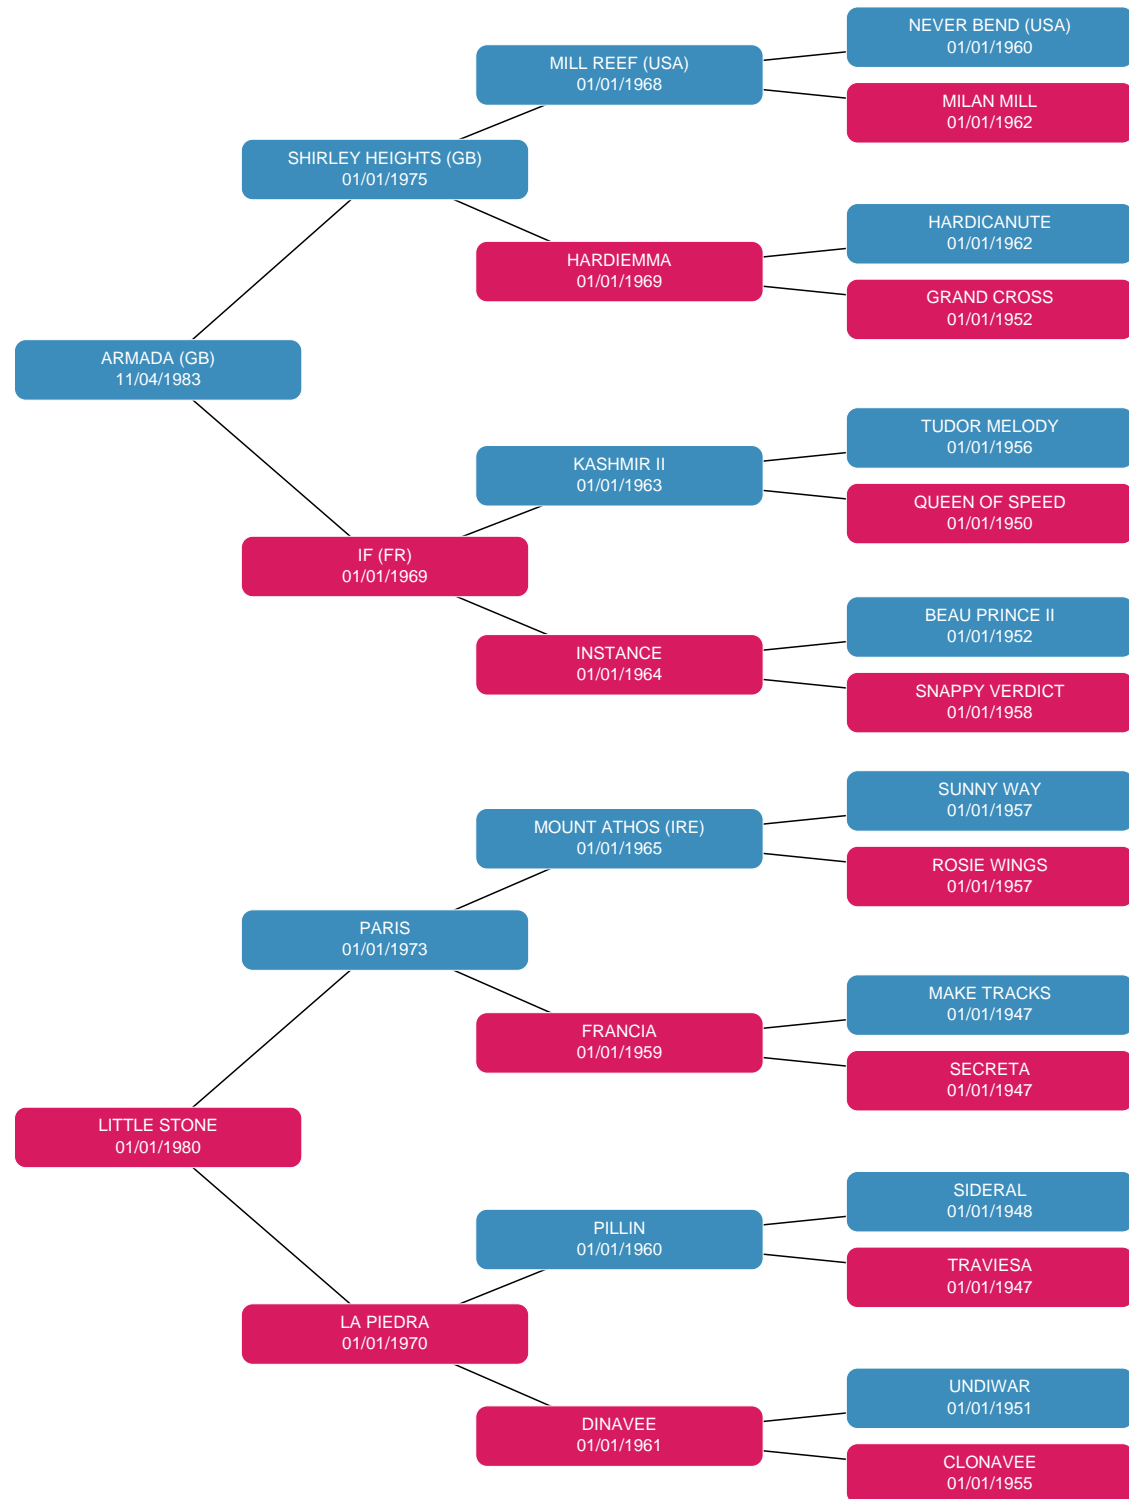 NEVER BEND (USA)
01/01/1960
MILL REEF (USA)
01/01/1968
MILAN MILL
01/01/1962
SHIRLEY HEIGHTS (GB)
01/01/1975
HARDICANUTE
01/01/1962
HARDIEMMA
01/01/1969
GRAND CROSS
01/01/1952
ARMADA (GB)
11/04/1983
TUDOR MELODY
01/01/1956
KASHMIR II
01/01/1963
QUEEN OF SPEED
01/01/1950
IF (FR)
01/01/1969
BEAU PRINCE II
01/01/1952
INSTANCE
01/01/1964
SNAPPY VERDICT
01/01/1958
SUNNY WAY
01/01/1957
MOUNT ATHOS (IRE)
01/01/1965
ROSIE WINGS
01/01/1957
PARIS
01/01/1973
MAKE TRACKS
01/01/1947
FRANCIA
01/01/1959
SECRETA
01/01/1947
LITTLE STONE
01/01/1980
SIDERAL
01/01/1948
PILLIN
01/01/1960
TRAVIESA
01/01/1947
LA PIEDRA
01/01/1970
UNDIWAR
01/01/1951
DINAVEE
01/01/1961
CLONAVEE
01/01/1955